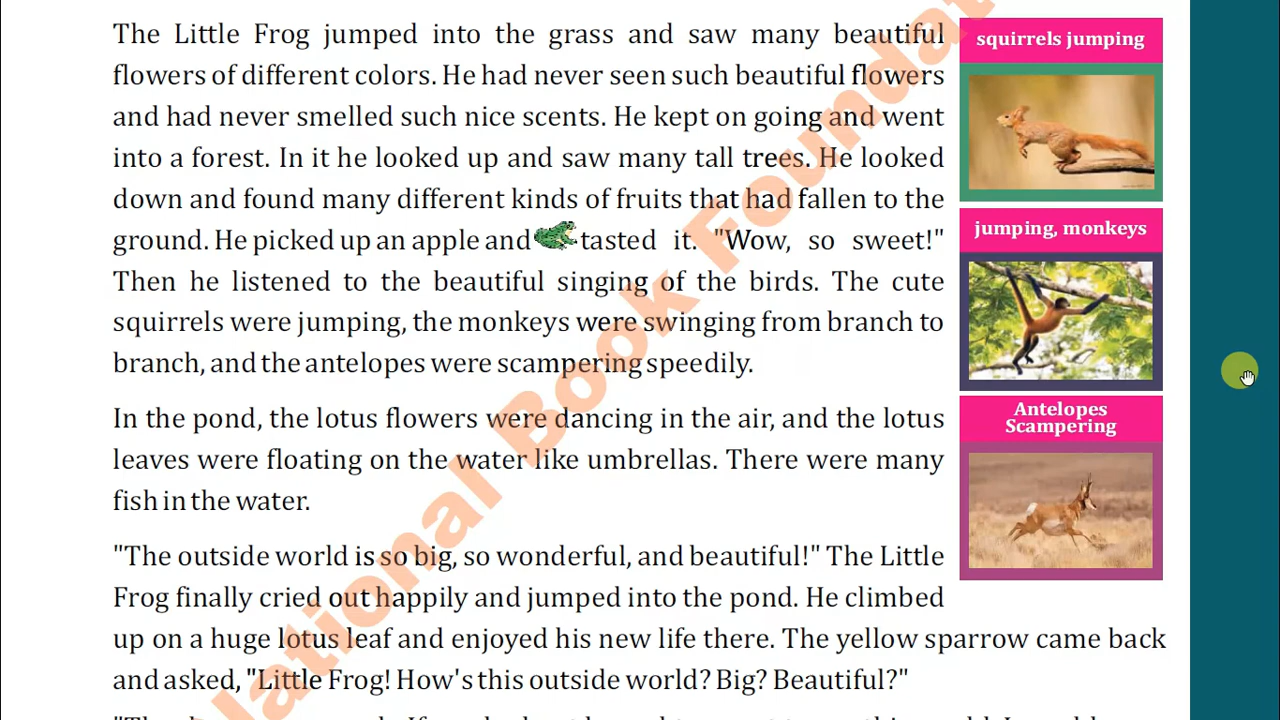 The Little Frog jumped into the grass and saw many beautiful
flowers of different colors. He had never seen such beautiful flowers
and had never smelled such nice scents. He kept on going and went
into a forest. In it he looked up and saw many tall trees. He looked
down and found many different kinds of fruits that had fallen to the
ground. He picked up an apple and tasted it. "Wow, so sweet!"
Then he listened to the beautiful singing of the birds. The cute
squirrels were jumping, the monkeys were swinging from branch to
branch, and the antelopes were scampering speedily.
In the pond, the lotus flowers were dancing in the air, and the lotus
leaves were floating on the water like umbrellas. There were many
fish in the water.
"The outside world is so big, so wonderful, and beautiful!" The Little
Frog finally cried out happily and jumped into the pond. He climbed
up on a huge lotus leaf and enjoyed his new life there. The yellow sparrow came back
and asked, "Little Frog! How's this outside world? Big? Beautiful?"
squirrels jumping
jumping, monkeys
Antelopes
Scampering
National Book Foundat